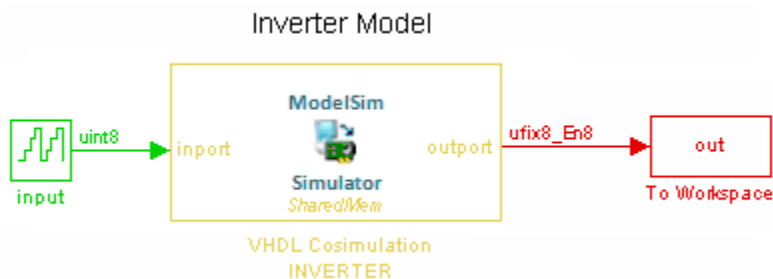 Inverter Model
ModelSim
uint8
ufix8_En8
inport
outport
out
Simulator
input
SharedMem
To Workspace
VHDL Cosimulation
INVERTER